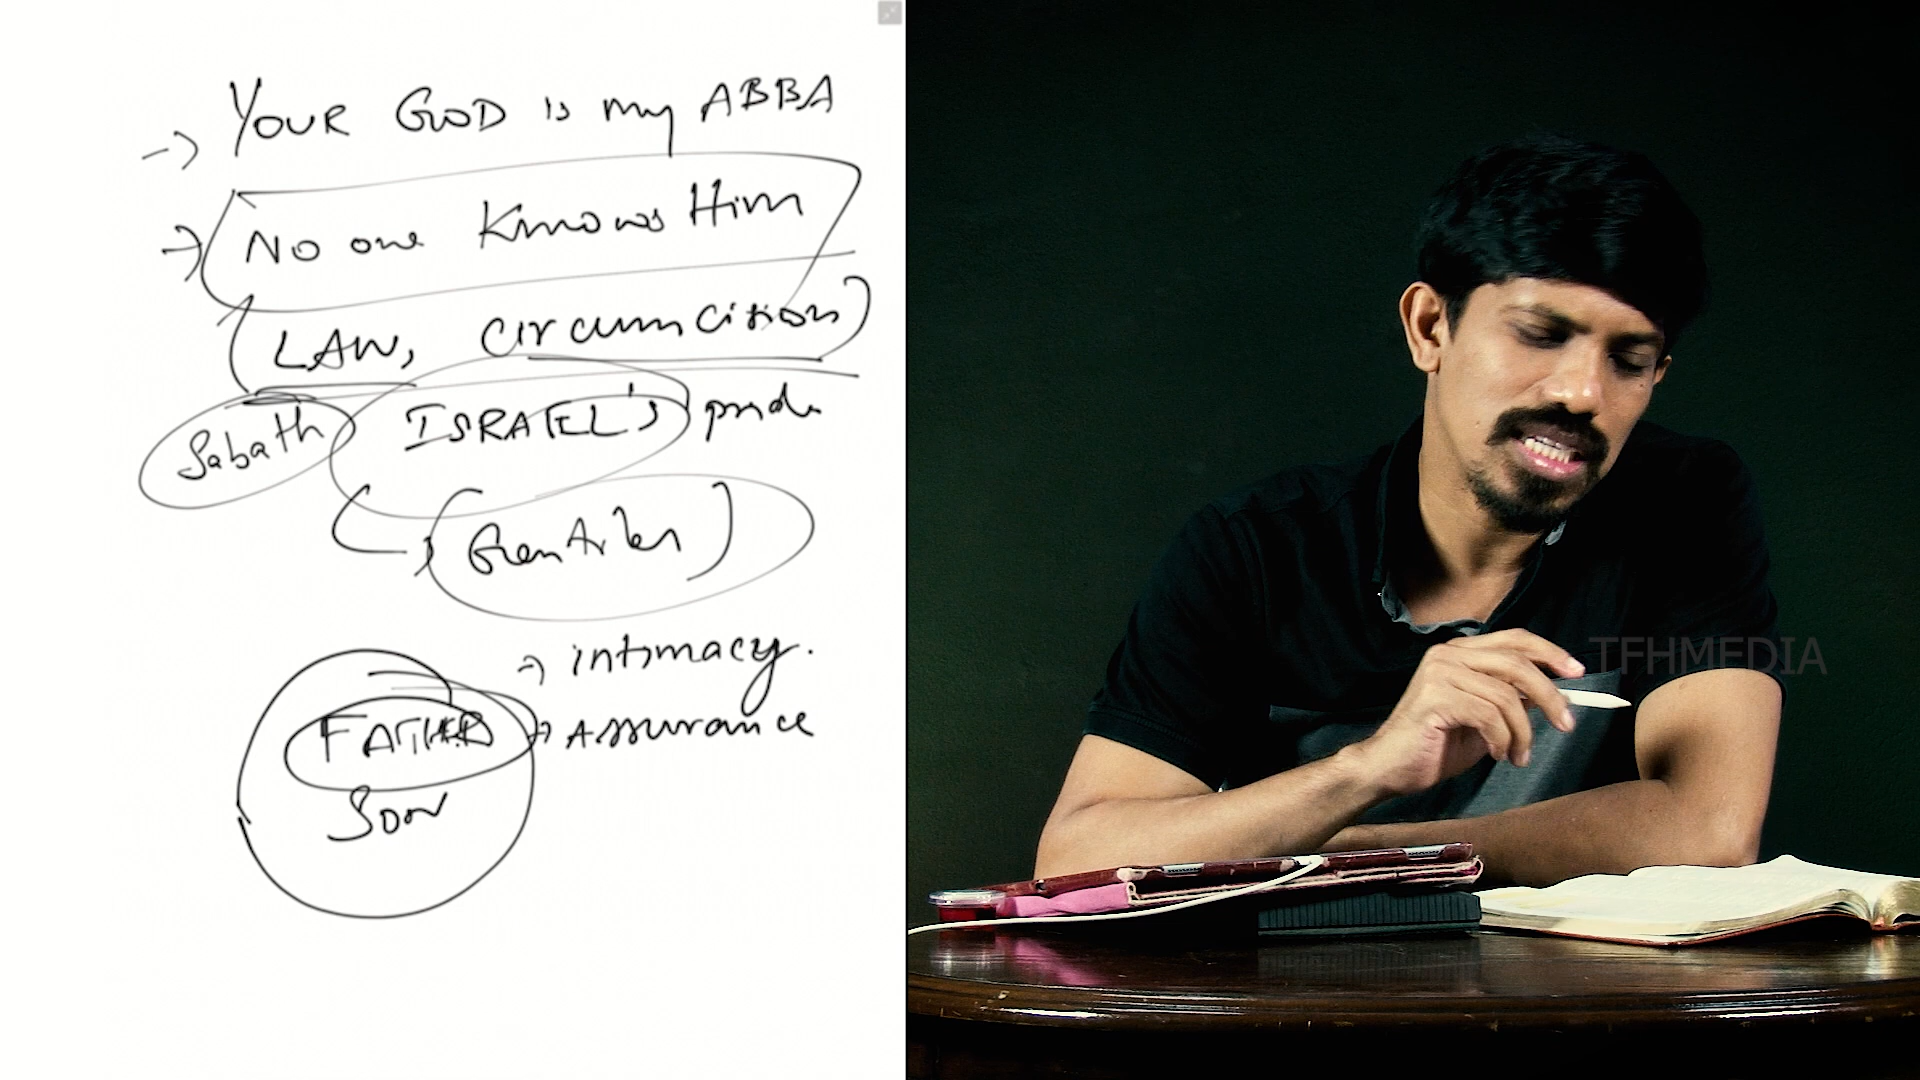 → YOUR GOD is my ABBA
→ No one Knows Him
(LAW, Circumcision)
Sabath ISRAEL'S pride
(Gentiles)
→ intimacy.
FATHER → Assurance
SON
TFHMEDIA